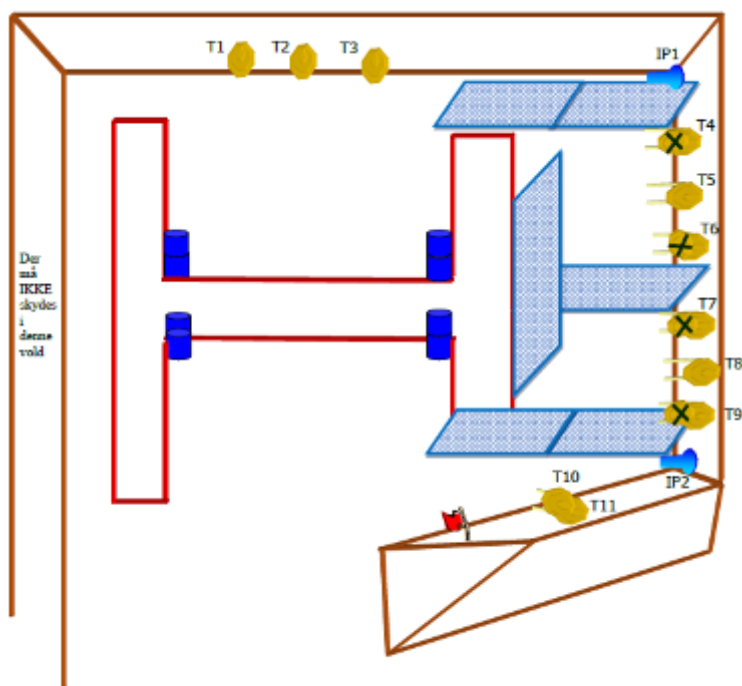 T1 T2 T3
IP1
T4
T5
T6
Der
må
IKKE
skydes
i
denne
vold
T7
T8
T9
IP2
T10
T11